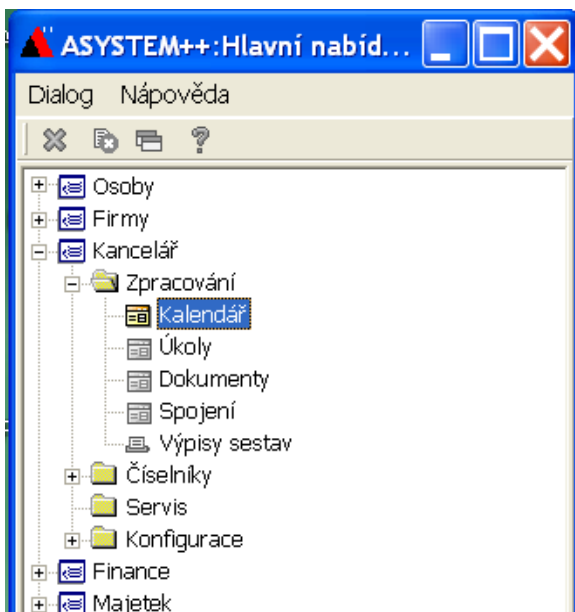 ASYSTEM++:Hlavní nabíd...
Dialog Nápověda
Osoby
Firmy
Kancelář
Zpracování
Kalendář
Úkoly
Dokumenty
Spojení
Výpisy sestav
Číselníky
Servis
Konfigurace
Finance
Majetek